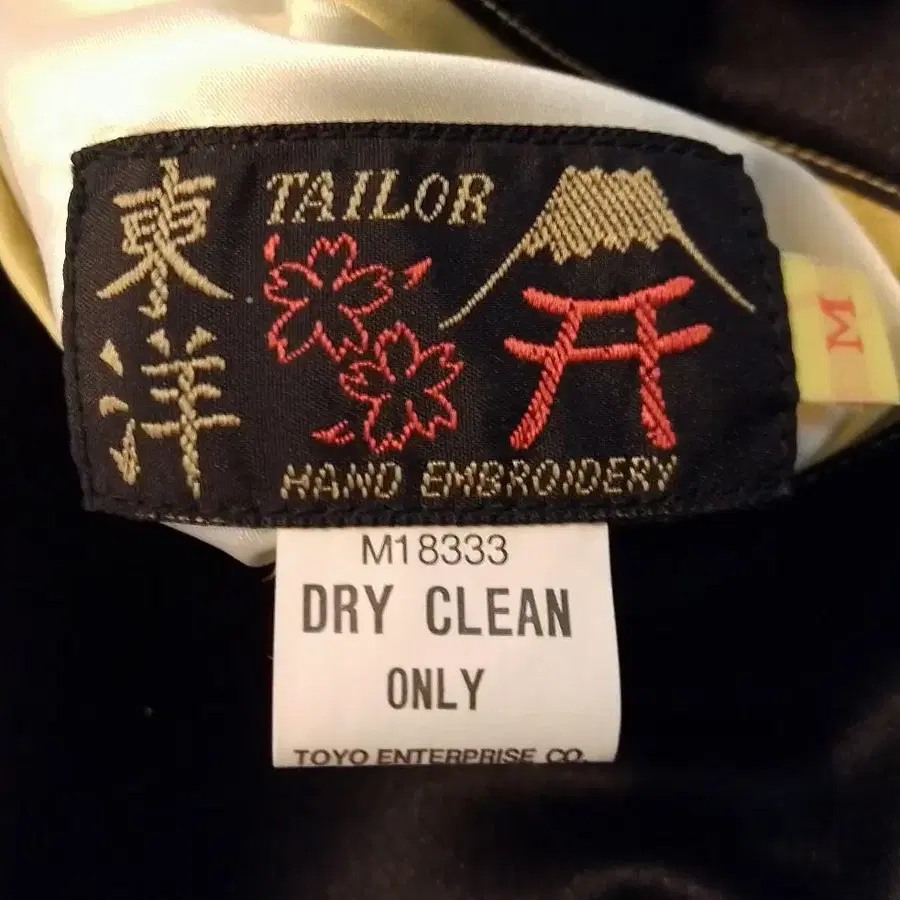 東洋
TAILOR
HAND EMBROIDERY
M
M18333
DRY CLEAN
ONLY
TOYO ENTERPRISE CO.